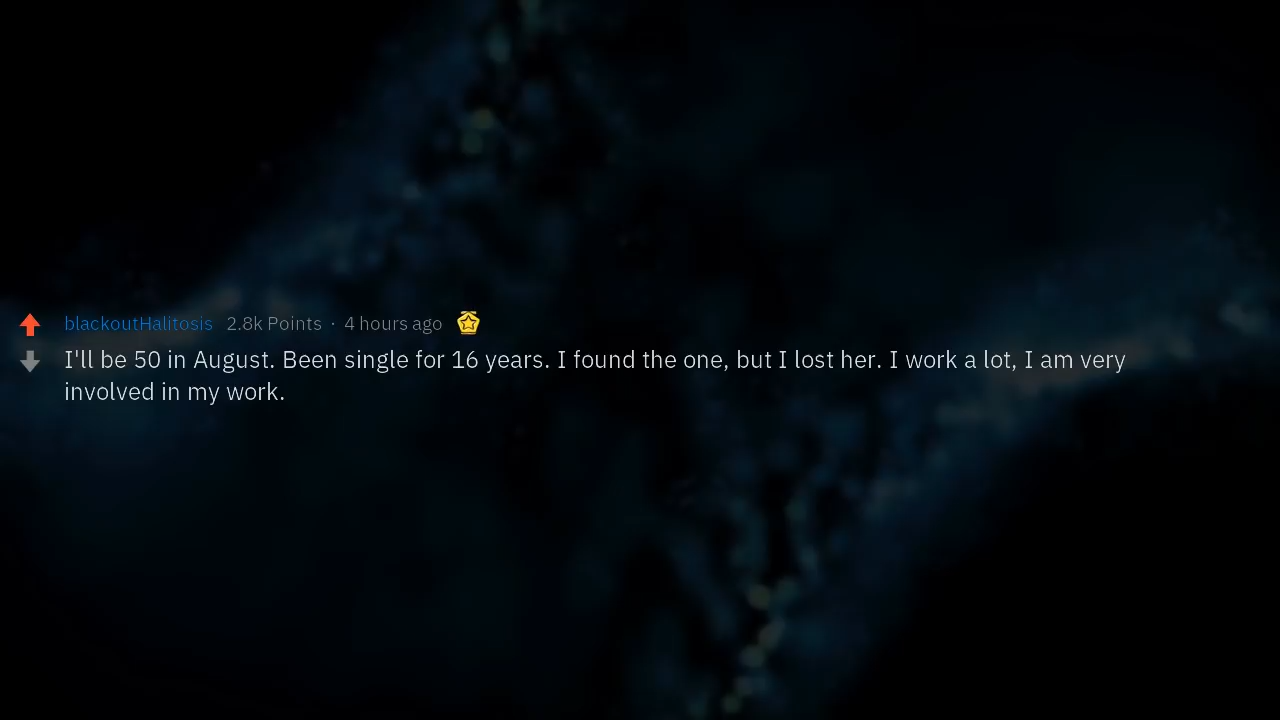 blackoutHalitosis 2.8k Points · 4 hours ago
I'll be 50 in August. Been single for 16 years. I found the one, but I lost her. I work a lot, I am very
involved in my work.